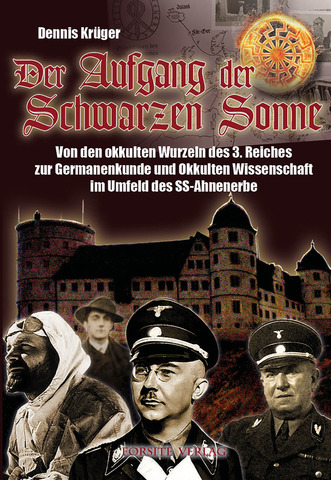 Dennis Krüger
Der Aufgang der
Schwarzen Sonne
Von den okkulten Wurzeln des 3. Reiches
zur Germanenkunde und Okkulten Wissenschaft
im Umfeld des SS-Ahnenerbe
FORSITE VERLAG